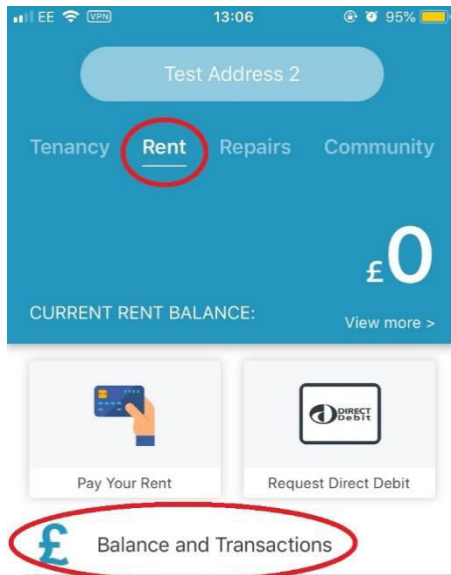 EE VPN 13:06 95%
Test Address 2
Tenancy Rent Repairs Community
£0
CURRENT RENT BALANCE: View more >
DIRECT
Debit
Pay Your Rent Request Direct Debit
£ Balance and Transactions